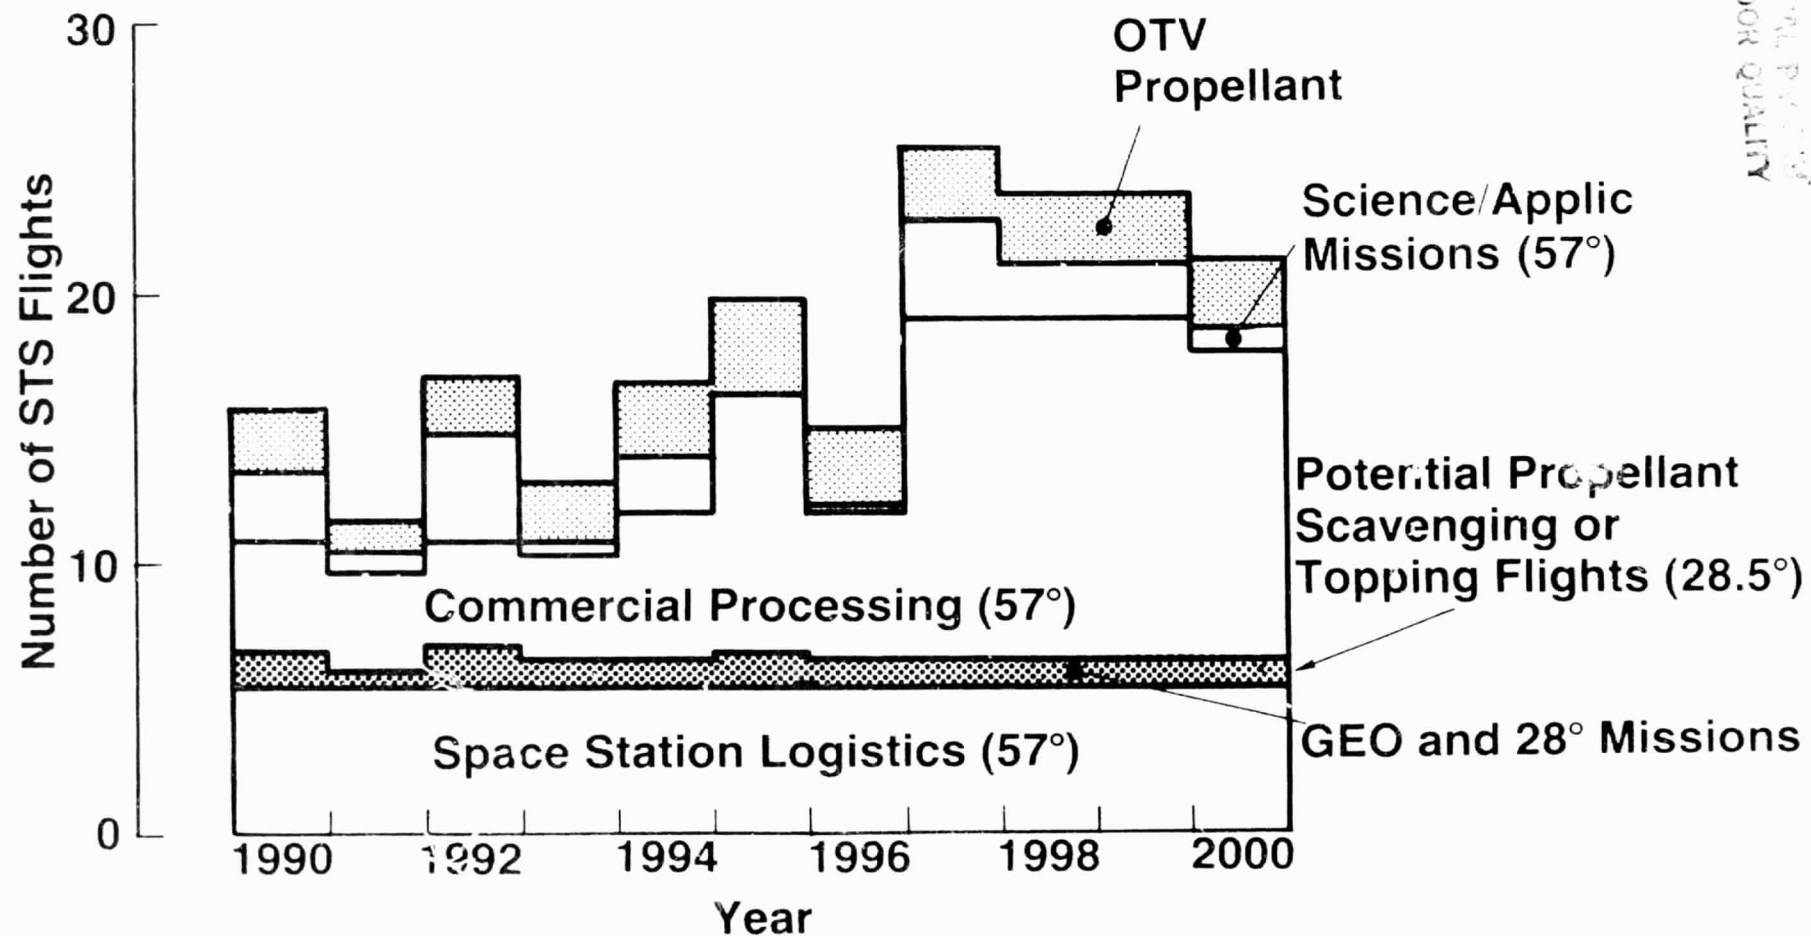 30
20
10
0
Number of STS Flights
OTV
Propellant
Science/Applic
Missions (57°)
Potential Propellant
Scavenging or
Topping Flights (28.5°)
Commercial Processing (57°)
GEO and 28° Missions
Space Station Logistics (57°)
1990 1992 1994 1996 1998 2000
Year
QUALITY